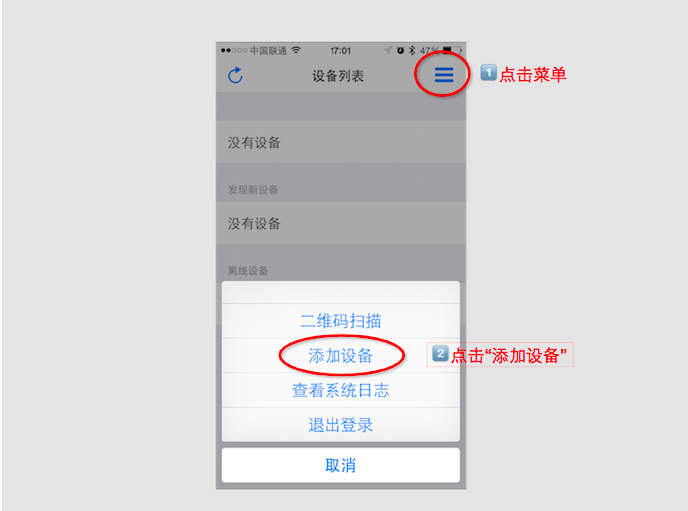 中国联通 17:01 47%
设备列表
1 点击菜单
没有设备
发现新设备
没有设备
离线设备
二维码扫描
添加设备
2 点击“添加设备”
查看系统日志
退出登录
取消